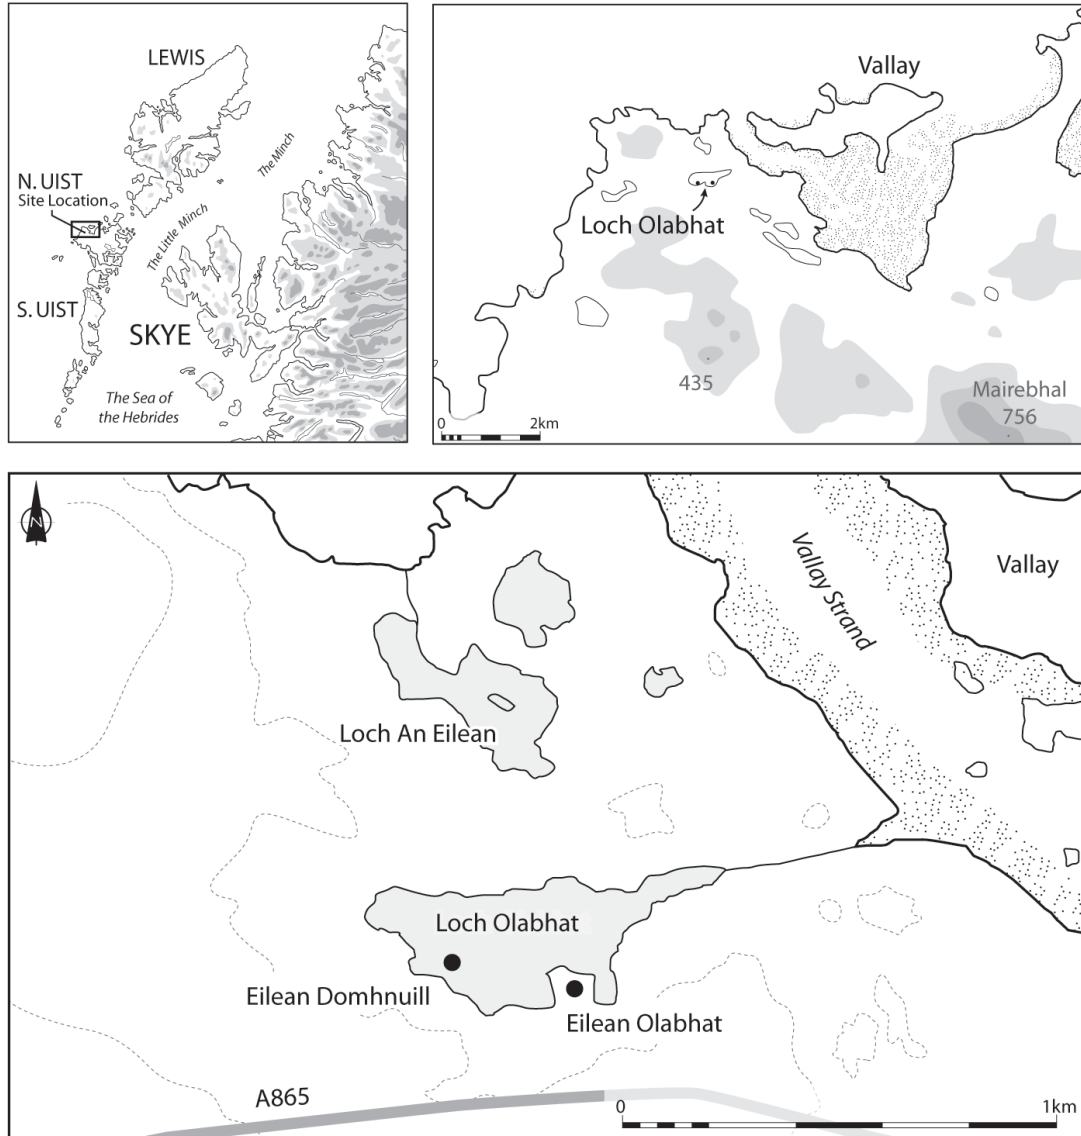 LEWIS
The Minch
N. UIST
Site Location
The Little Minch
S. UIST
SKYE
The Sea of
the Hebrides
Vallay
Loch Olabhat
435
Mairebhal
756
0
2km
N
Vallay Strand
Vallay
Loch An Eilean
Loch Olabhat
Eilean Domhnuill
Eilean Olabhat
A865
0
1km